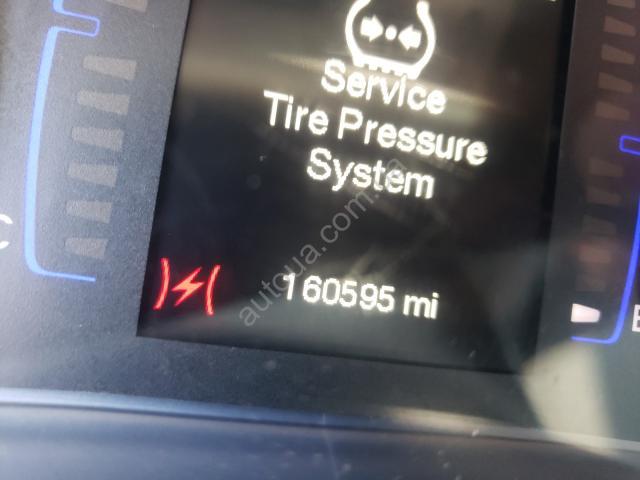 Service
Tire Pressure
System
160595 mi
autoua.com.ua
C
E